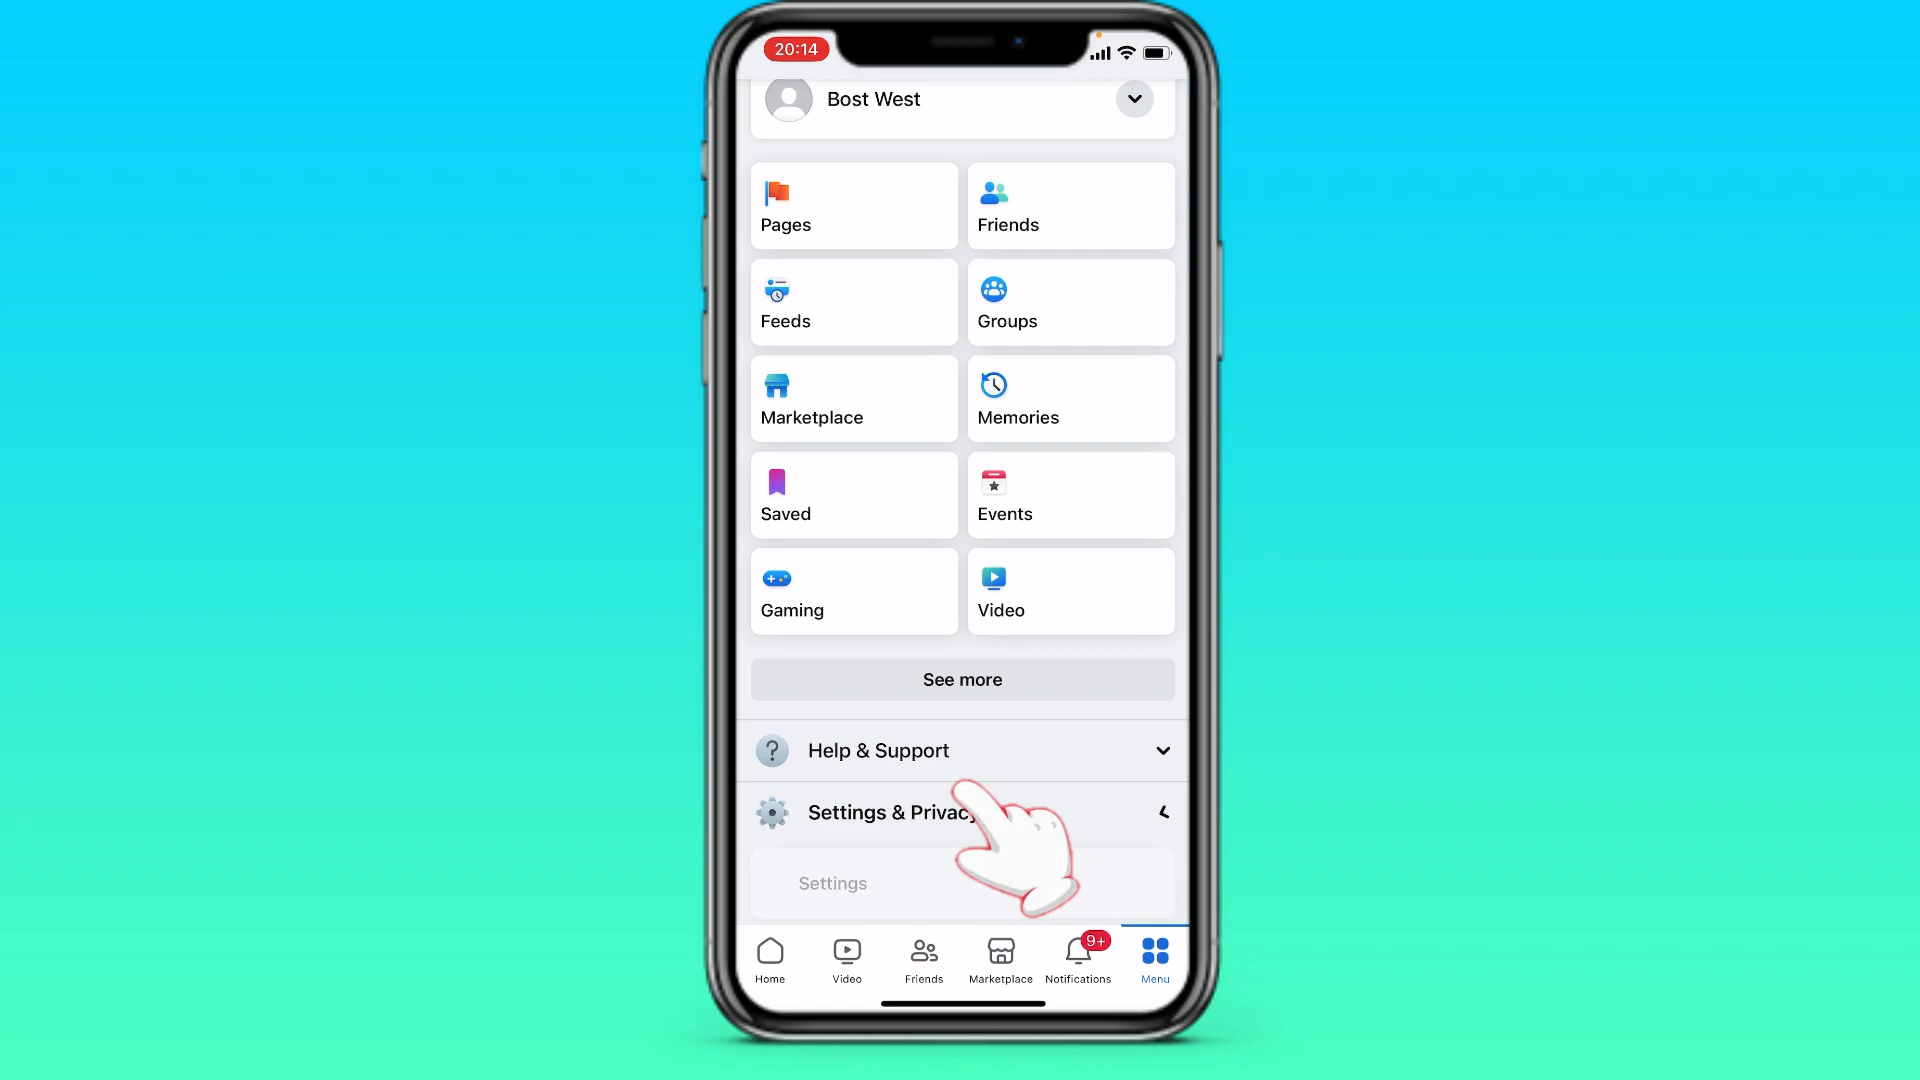 20:14
Bost West
Pages
Friends
Feeds
Groups
Marketplace
Memories
Saved
Events
Gaming
Video
See more
Help & Support
Settings & Privacy
Settings
9+
Home
Video
Friends
Marketplace
Notifications
Menu